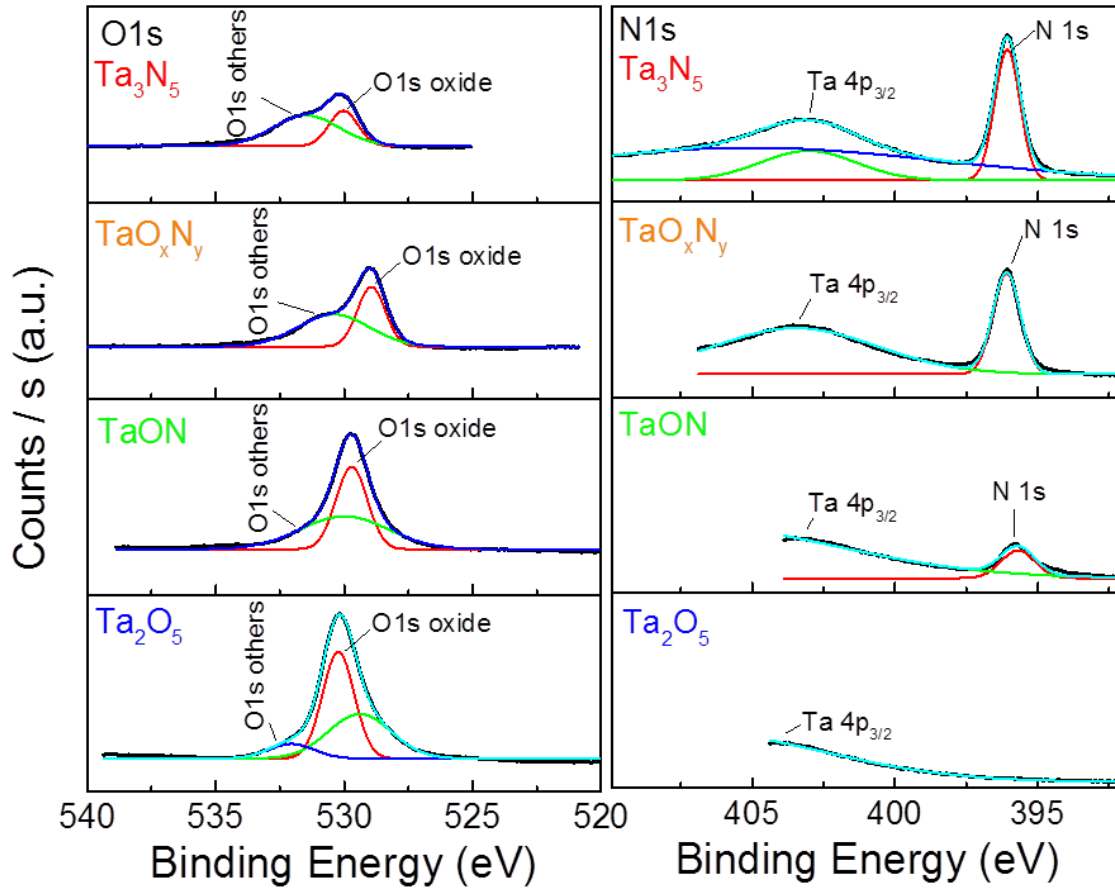 O1s
Ta₃N₅
O1s others
O1s oxide
TaOₓNᵧ
O1s others
O1s oxide
TaON
O1s others
O1s oxide
Ta₂O₅
O1s others
O1s oxide
540 535 530 525 520
Binding Energy (eV)
Counts / s (a.u.)
N1s
Ta₃N₅
Ta 4p₃/₂
N 1s
TaOₓNᵧ
Ta 4p₃/₂
N 1s
TaON
Ta 4p₃/₂
N 1s
Ta₂O₅
Ta 4p₃/₂
405 400 395
Binding Energy (eV)